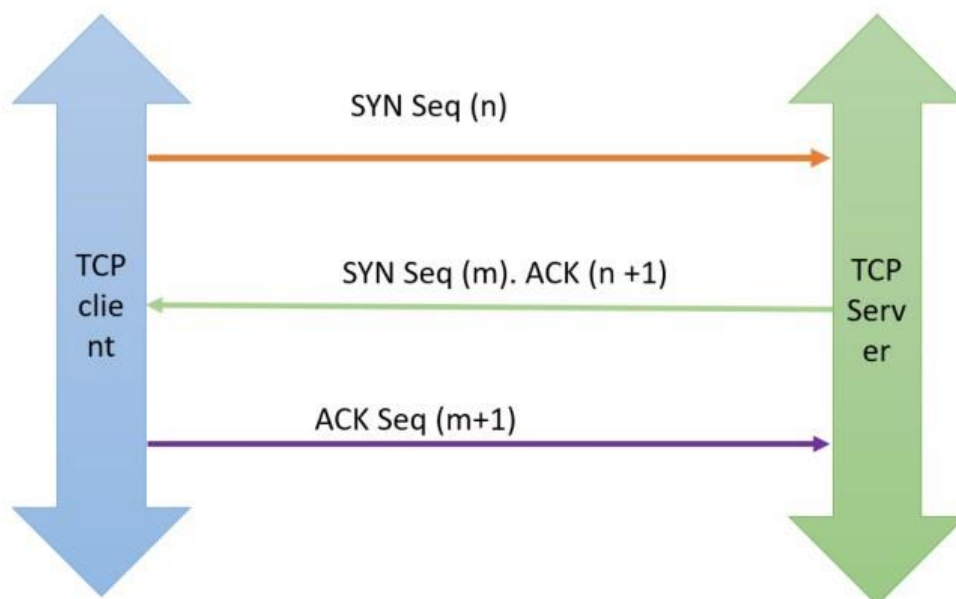 SYN Seq (n)
SYN Seq (m). ACK (n +1)
ACK Seq (m+1)
TCP
clie
nt
TCP
Serv
er